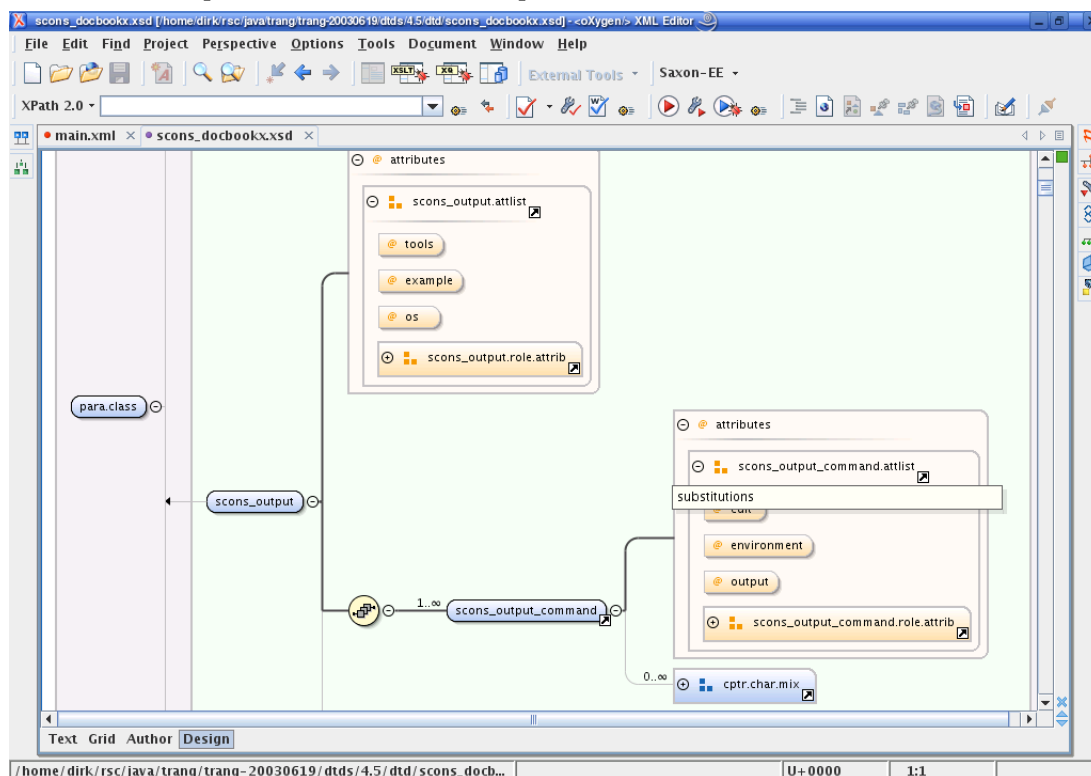 scons_docbookx.xsd [/home/dirk/rsc/java/trang/trang-20030619/dtds/4.5/dtd/scons_docbookx.xsd] - <oXygen/> XML Editor
File Edit Find Project Perspective Options Tools Document Window Help
XSLT XQ External Tools Saxon-EE
XPath 2.0
main.xml × scons_docbookx.xsd ×
@ attributes
scons_output.attlist
@ tools
@ example
@ os
scons_output.role.attrib
para.class
@ attributes
scons_output_command.attlist
substitutions
scons_output
@ environment
@ output
1..∞ scons_output_command
scons_output_command.role.attrib
0..∞ cptr.char.mix
Text Grid Author Design
/home/dirk/rsc/java/trang/trang-20030619/dtds/4.5/dtd/scons_docb... U+0000 1:1